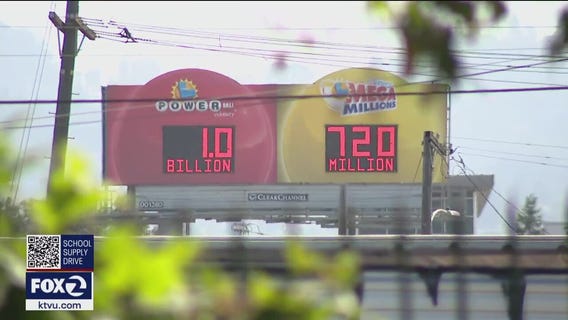 POWERBALL
MEGA
MILLIONS
1.0
BILLION
720
MILLION
CLEARCHANNEL
SCHOOL
SUPPLY
DRIVE
FOX 2
ktvu.com